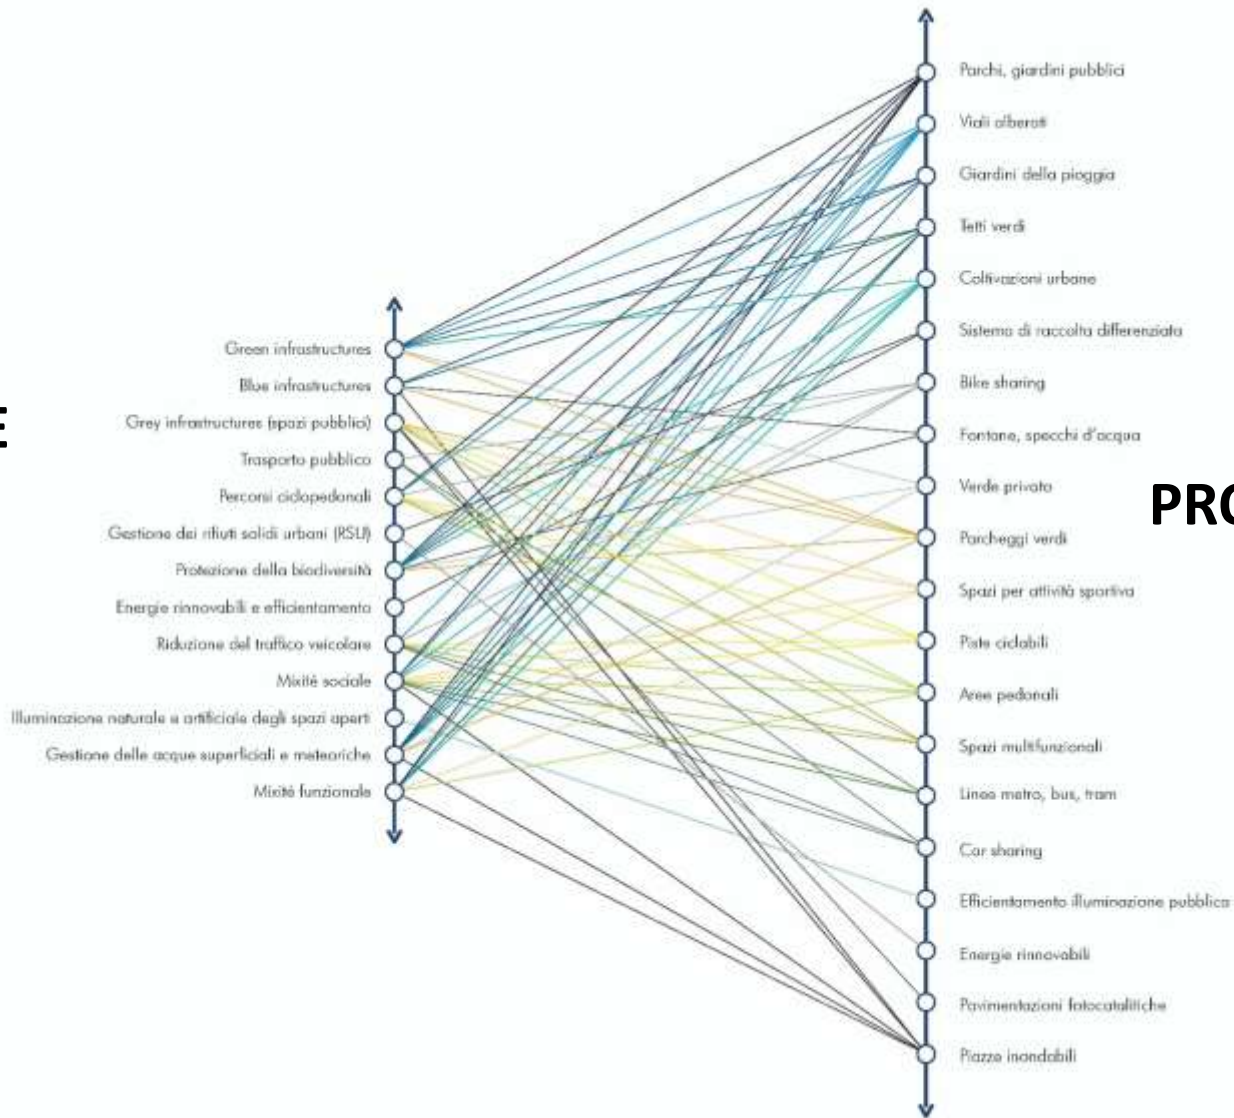 Parchi, giardini pubblici
Viali alberati
Giardini della pioggia
Tetti verdi
Coltivazioni urbane
Sistema di raccolta differenziata
Bike sharing
Fontane, specchi d'acqua
Verde privato
Parcheggi verdi
Spazi per attività sportiva
Piste ciclabili
Aree pedonali
Spazi multifunzionali
Linee metro, bus, tram
Car sharing
Efficientamento illuminazione pubblica
Energie rinnovabili
Pavimentazioni fotocatalitiche
Piazze inondabili
Green infrastructures
Blue infrastructures
Grey infrastructures (spazi pubblici)
Trasporto pubblico
Percorsi ciclopedonali
Gestione dei rifiuti solidi urbani (RSU)
Protezione della biodiversità
Energie rinnovabili e efficientamento
Riduzione del traffico veicolare
Mixité sociale
Illuminazione naturale e artificiale degli spazi aperti
Gestione delle acque superficiali e meteoriche
Mixité funzionale
E
PRO